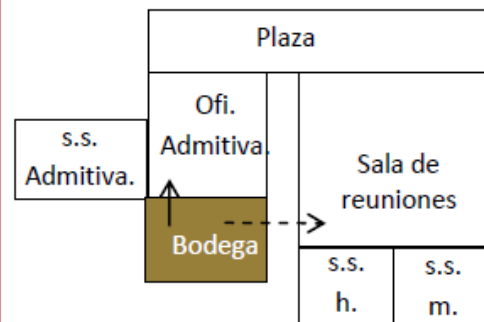 Plaza
Ofi.
Admitiva.
s.s.
Admitiva.
Sala de
reuniones
Bodega
s.s.
h.
s.s.
m.